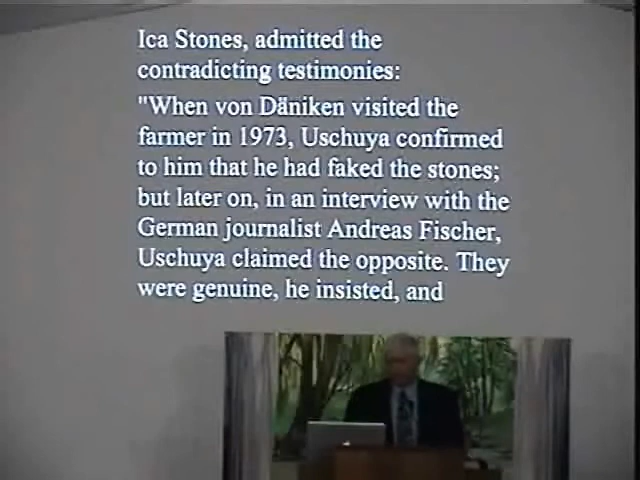 Ica Stones, admitted the
contradicting testimonies:
"When von Däniken visited the
farmer in 1973, Uschuya confirmed
to him that he had faked the stones;
but later on, in an interview with the
German journalist Andreas Fischer,
Uschuya claimed the opposite. They
were genuine, he insisted, and